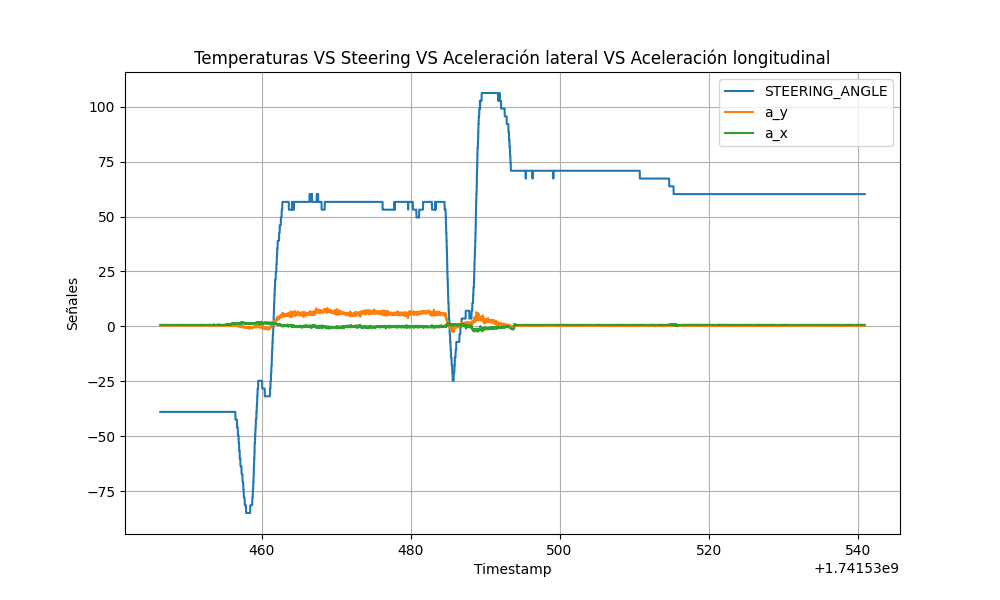 Temperaturas VS Steering VS Aceleración lateral VS Aceleración longitudinal
STEERING_ANGLE
a_y
a_x
100
75
50
25
0
−25
−50
−75
Señales
460
480
500
520
540
Timestamp
+1.74153e9